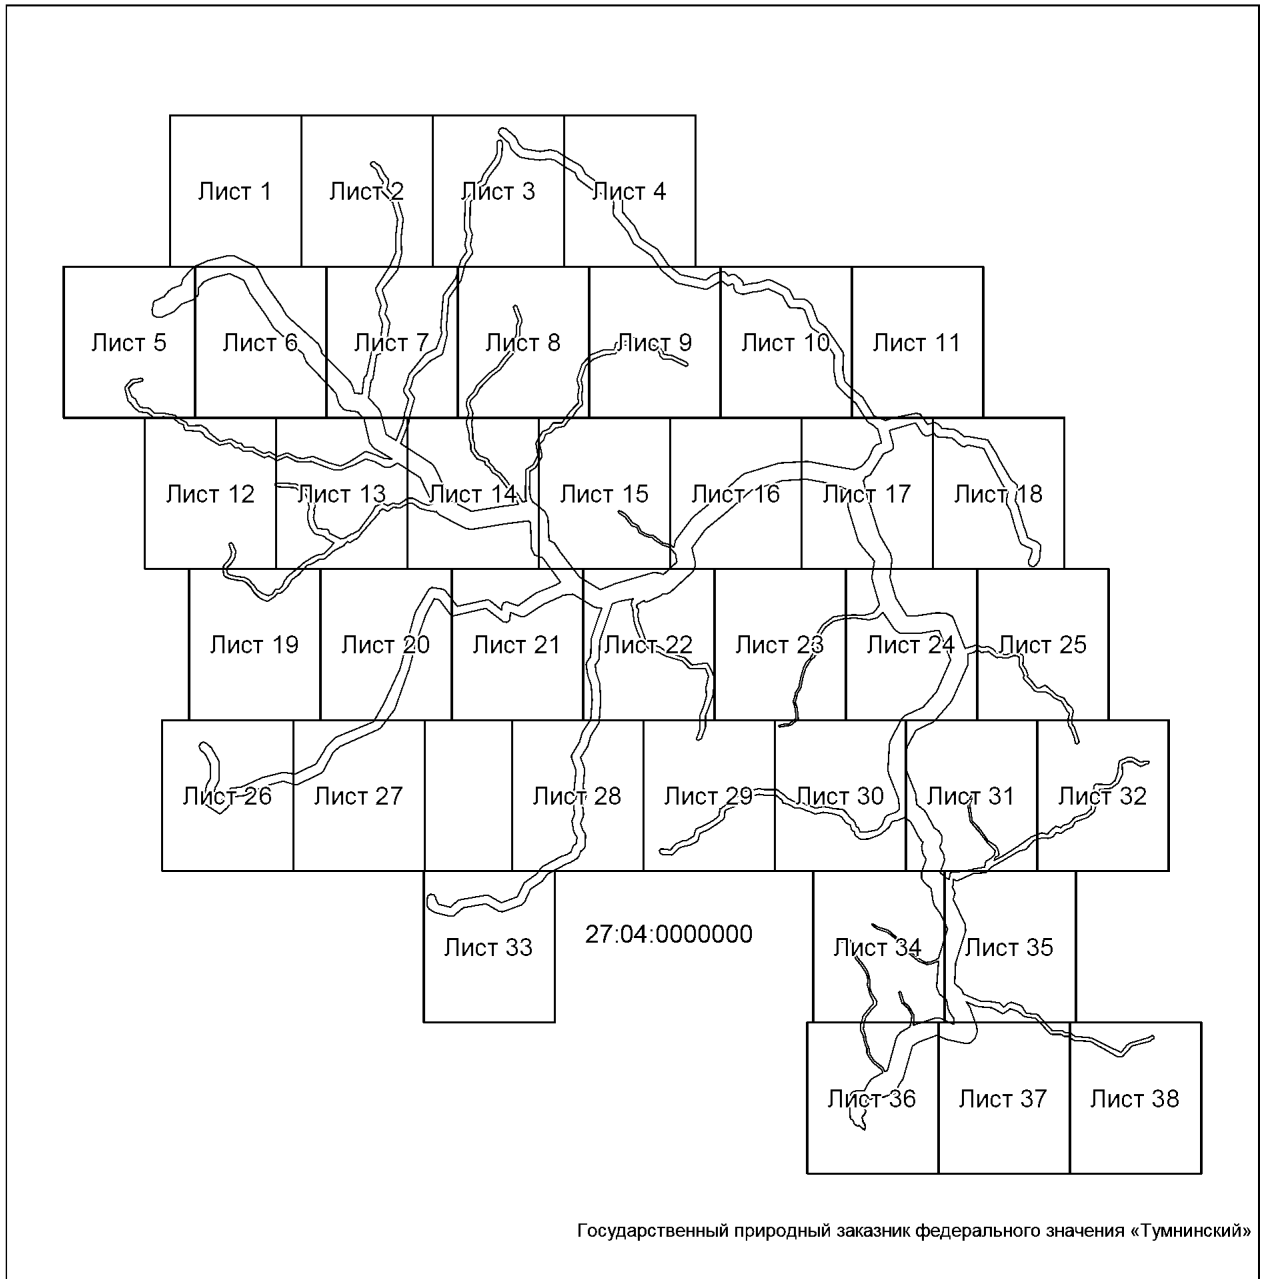 Лист 1 Лист 2 Лист 3 Лист 4
Лист 5 Лист 6 Лист 7 Лист 8 Лист 9 Лист 10 Лист 11
Лист 12 Лист 13 Лист 14 Лист 15 Лист 16 Лист 17 Лист 18
Лист 19 Лист 20 Лист 21 Лист 22 Лист 23 Лист 24 Лист 25
Лист 26 Лист 27 Лист 28 Лист 29 Лист 30 Лист 31 Лист 32
Лист 33 27:04:0000000 Лист 34 Лист 35
Лист 36 Лист 37 Лист 38
Государственный природный заказник федерального значения «Тумнинский»